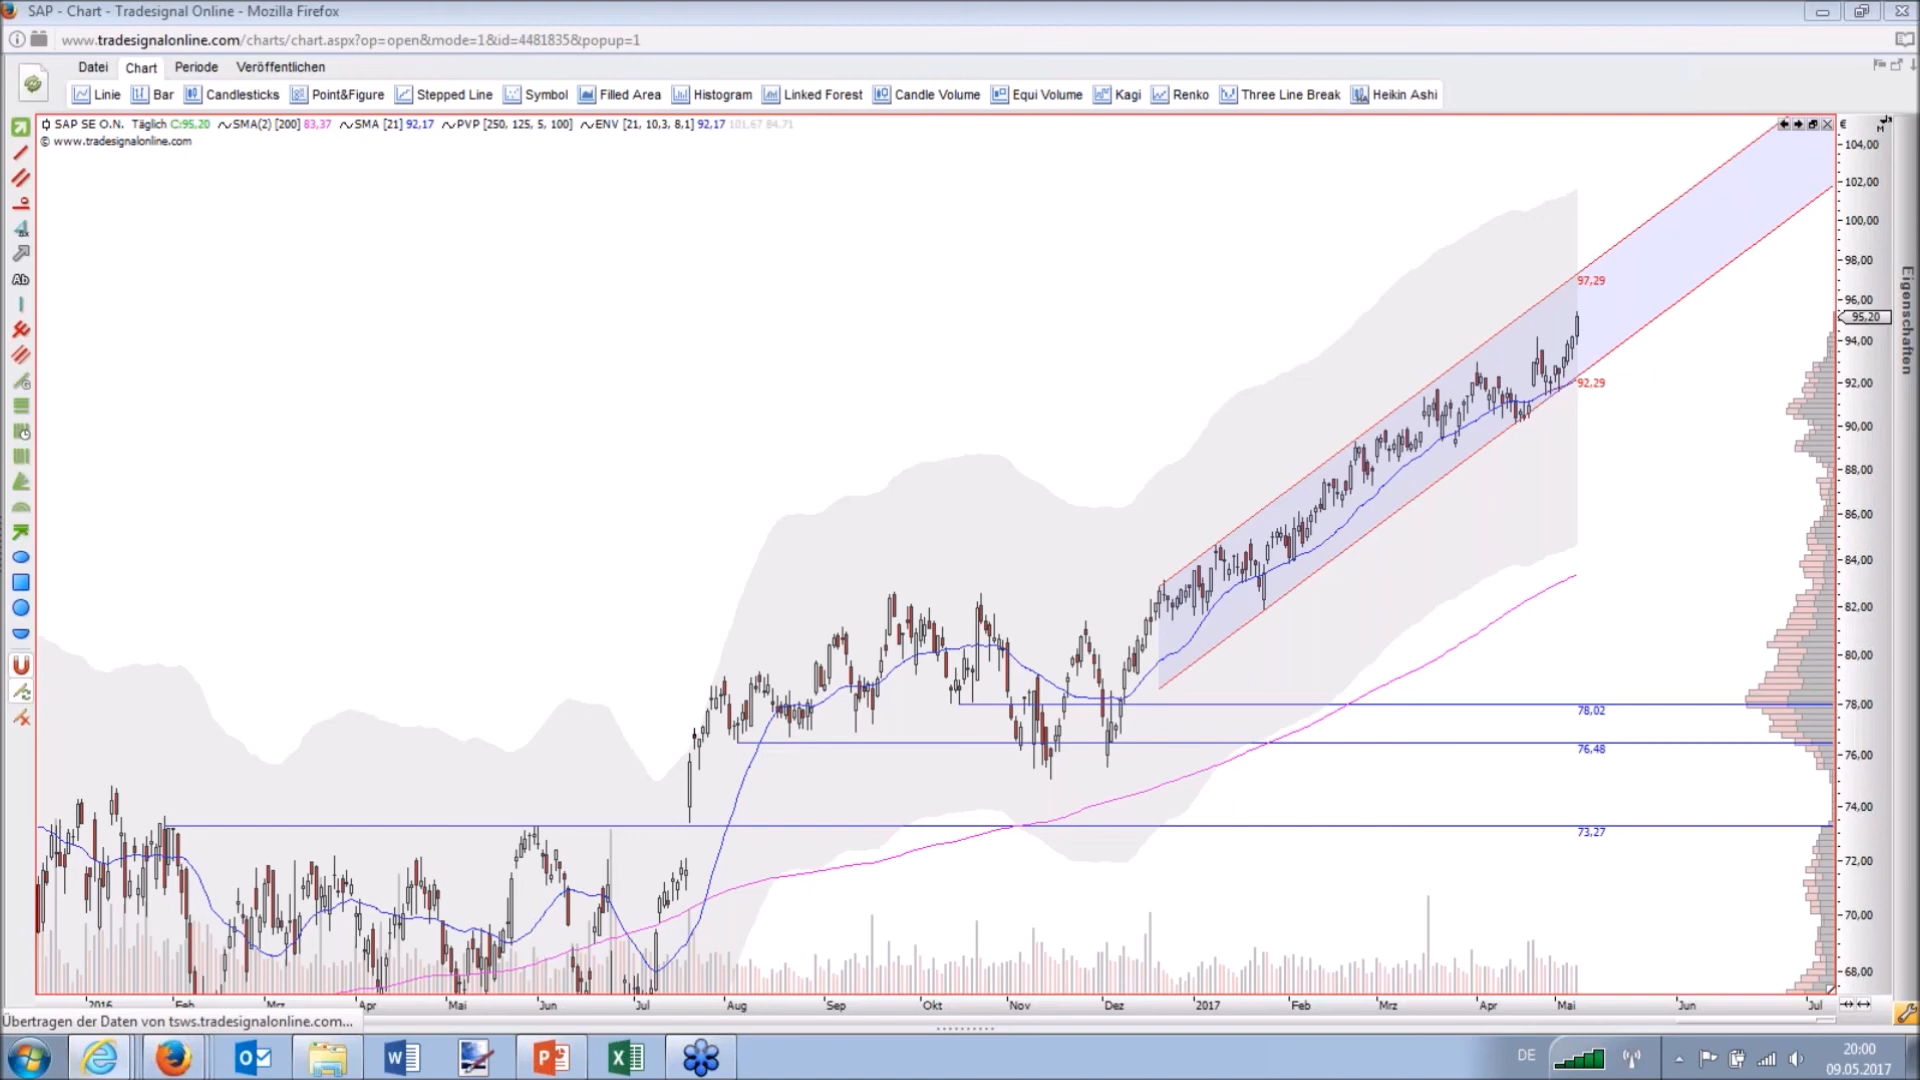 SAP - Chart - Tradesignal Online - Mozilla Firefox
www.tradesignalonline.com/charts/chart.aspx?op=open&mode=1&id=4481835&popup=1
Datei Chart Periode Veröffentlichen
Linie Bar Candlesticks Point&Figure Stepped Line Symbol Filled Area Histogram Linked Forest Candle Volume Equi Volume Kagi Renko Three Line Break Heikin Ashi
SAP SE O.N. Täglich C:95,20 SMA(2) [200] 83,37 SMA [21] 92,17 PVP [250, 125, 5, 100] ENV [21, 10,3, 8,1] 92,17 101,67 84,71
© www.tradesignalonline.com
€
M
Ab
Eigenschaften
104,00
102,00
100,00
98,00
96,00
95,20
94,00
92,00
90,00
88,00
86,00
84,00
82,00
80,00
78,00
76,00
74,00
72,00
70,00
68,00
97,29
92,29
78,02
76,48
73,27
2016 Feb Mrz Apr Mai Jun Jul Aug Sep Okt Nov Dez 2017 Feb Mrz Apr Mai Jun Jul
Übertragen der Daten von tsws.tradesignalonline.com...
DE
20:00
09.05.2017